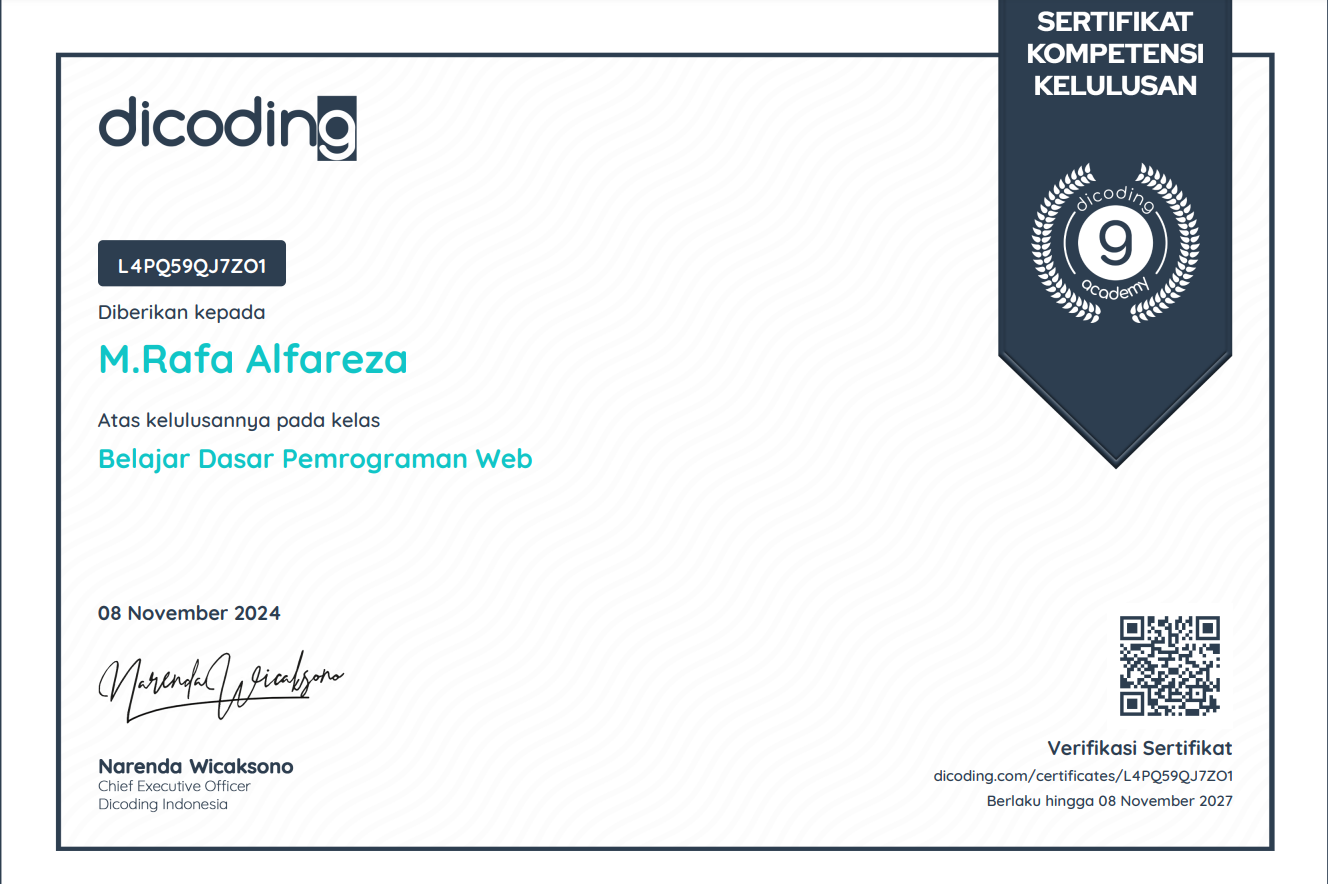 SERTIFIKAT
KOMPETENSI
KELULUSAN
dicoding
dicoding
9
academy
L4PQ59QJ7ZO1
Diberikan kepada
M.Rafa Alfareza
Atas kelulusannya pada kelas
Belajar Dasar Pemrograman Web
08 November 2024
Narenda Wicaksono
Narenda Wicaksono
Chief Executive Officer
Dicoding Indonesia
Verifikasi Sertifikat
dicoding.com/certificates/L4PQ59QJ7ZO1
Berlaku hingga 08 November 2027